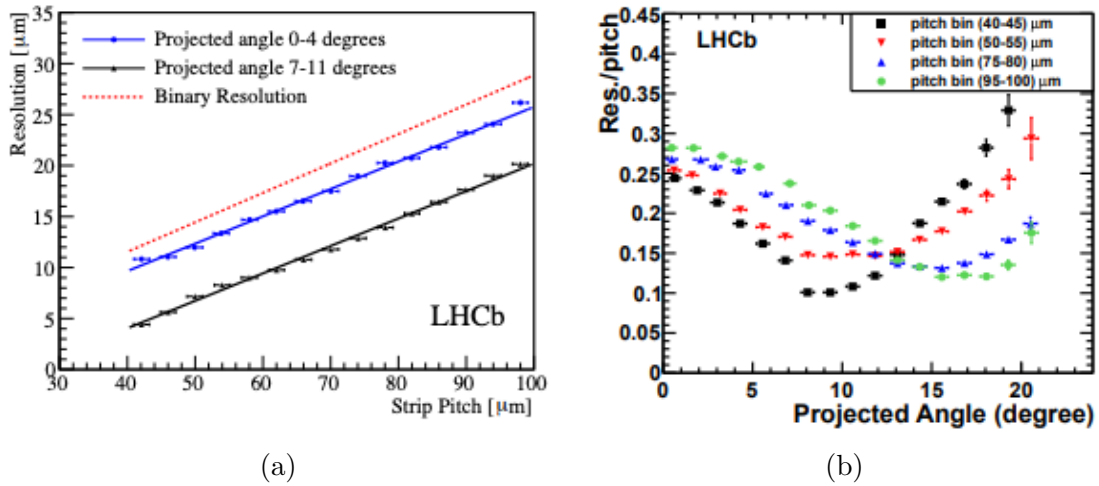 Resolution [μm]
35
30
25
20
15
10
5
0
Projected angle 0-4 degrees
Projected angle 7-11 degrees
Binary Resolution
LHCb
30 40 50 60 70 80 90 100
Strip Pitch [μm]
(a)
Res./pitch
0.45
0.4
0.35
0.3
0.25
0.2
0.15
0.1
0.05
0
LHCb
pitch bin (40-45) μm
pitch bin (50-55) μm
pitch bin (75-80) μm
pitch bin (95-100) μm
0 5 10 15 20
Projected Angle (degree)
(b)